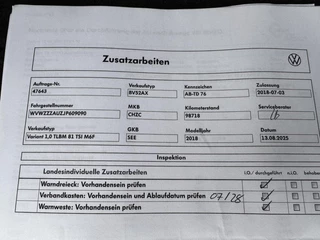 Zusatzarbeiten
Auftrags-Nr. Verkaufstyp Kennzeichen Zulassung
47643 BV52AX AB-TD 76 2018-07-03
Fahrgestellnummer MKB Kilometerstand Serviceberater
WVWZZZAUZJP609090 CHZC 98718 16
Verkaufstyp GKB Modelljahr Datum
Variant 1,0 TLBM 81 TSI M6F SEE 2018 13.08.2025
Inspektion
Landesindividuelle Zusatzarbeiten i.O./ durchgeführt n.i.O. behoben
Warndreieck: Vorhandensein prüfen
Verbandkasten: Vorhandensein und Ablaufdatum prüfen 07/28
Warnweste: Vorhandensein prüfen